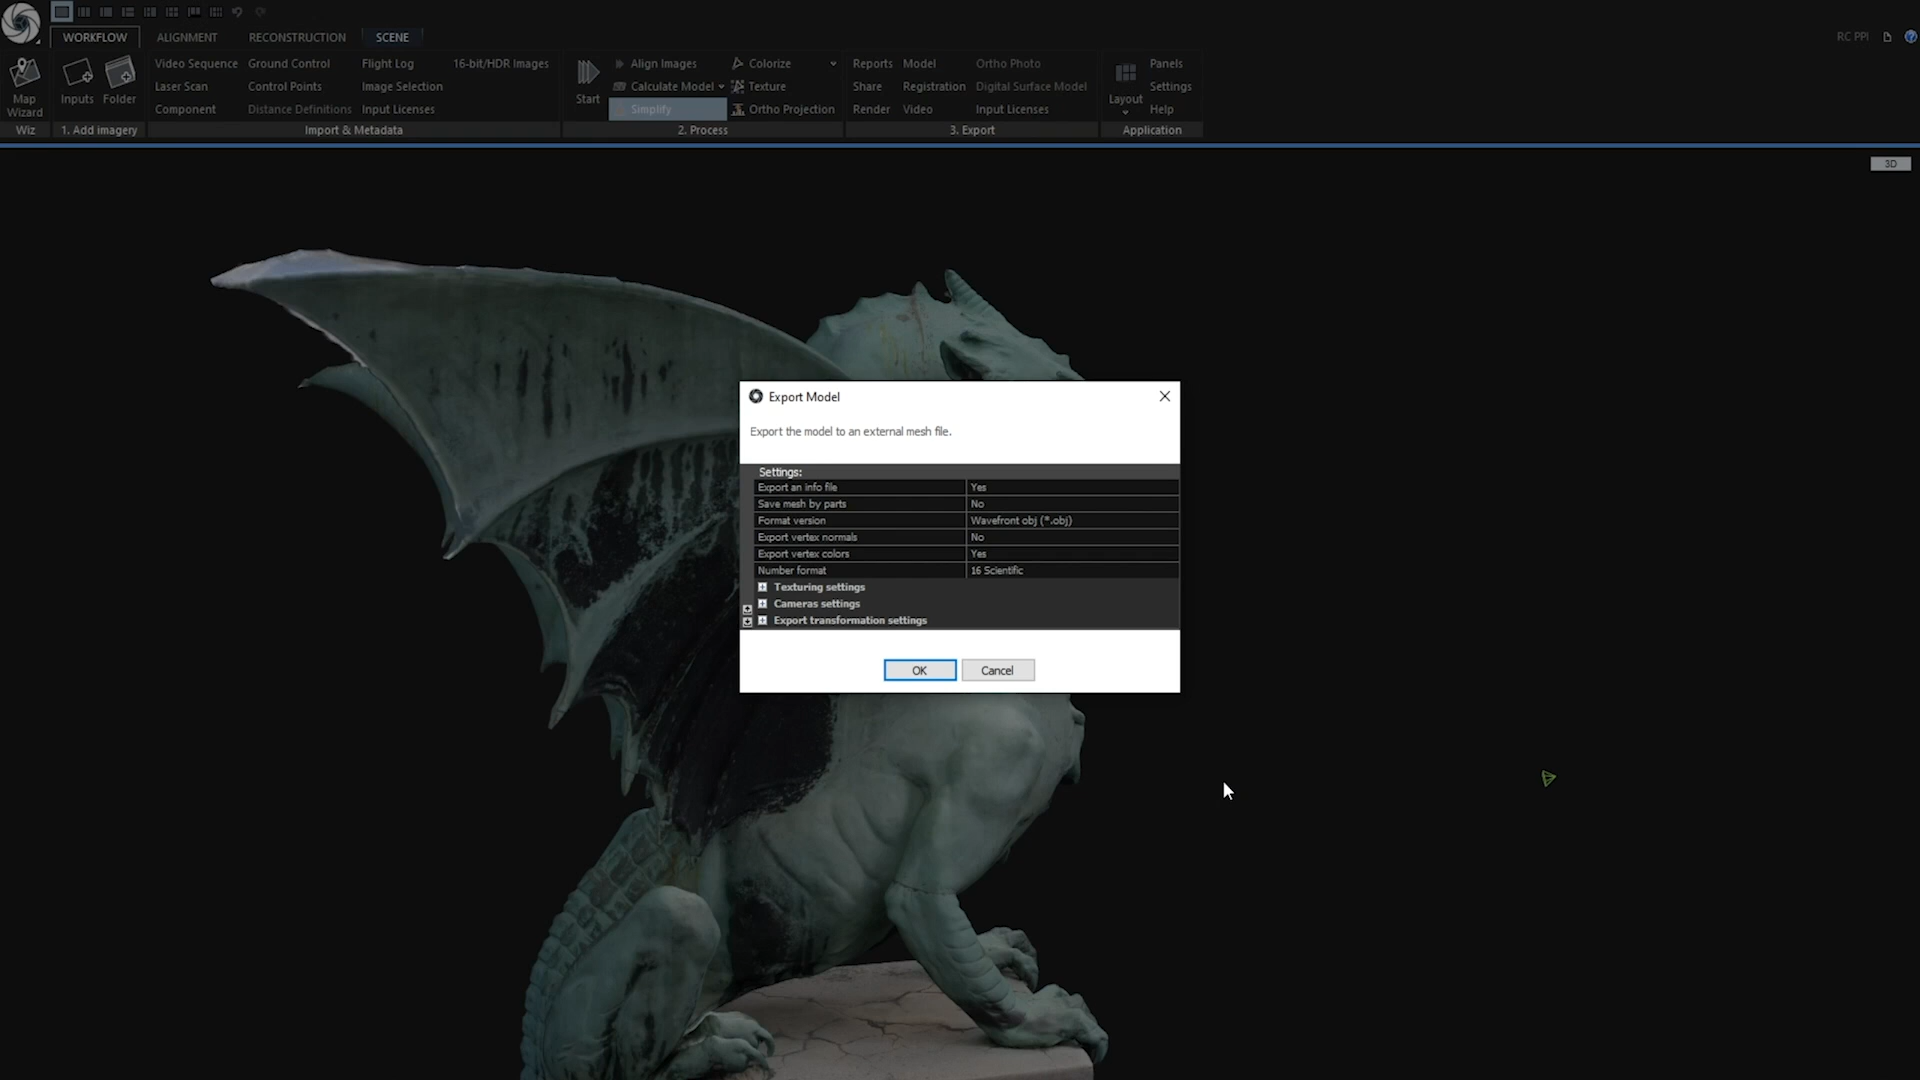 WORKFLOW ALIGNMENT RECONSTRUCTION SCENE
RC PPI
Map Wizard
Wiz
Inputs Folder
1. Add imagery
Video Sequence Ground Control Flight Log 16-bit/HDR Images
Laser Scan Control Points Image Selection
Component Distance Definitions Input Licenses
Import & Metadata
Start
Align Images Colorize
Calculate Model Texture
Simplify Ortho Projection
2. Process
Reports Model Ortho Photo
Share Registration Digital Surface Model
Render Video Input Licenses
3. Export
Layout
Panels
Settings
Help
Application
3D
Export Model
Export the model to an external mesh file.
Settings:
Export an info file Yes
Save mesh by parts No
Format version Wavefront obj (*.obj)
Export vertex normals No
Export vertex colors Yes
Number format 16 Scientific
Texturing settings
Cameras settings
Export transformation settings
OK Cancel